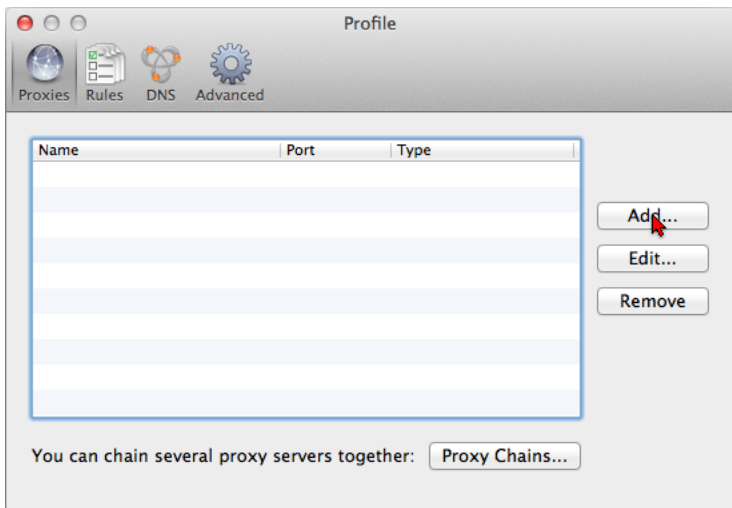 Profile
Proxies Rules DNS Advanced
Name Port Type
Add...
Edit...
Remove
You can chain several proxy servers together: Proxy Chains...